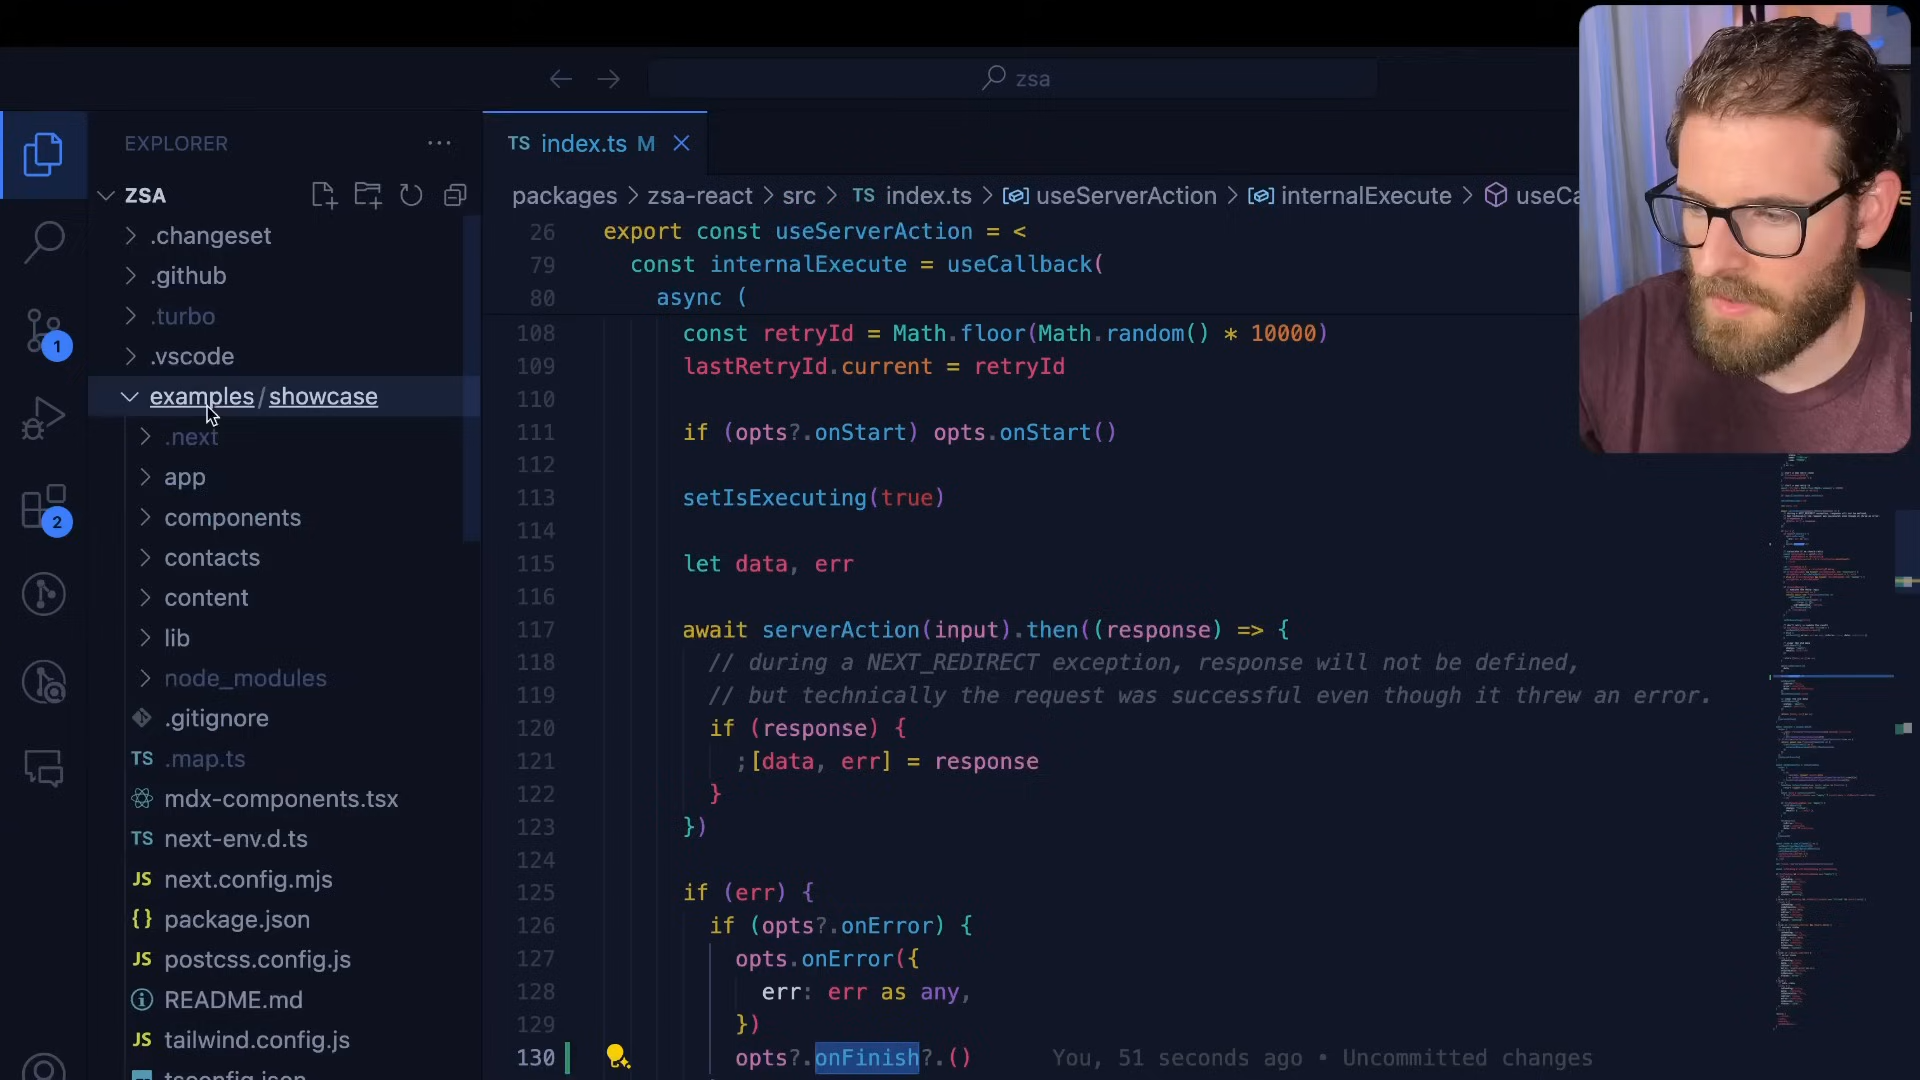 zsa
EXPLORER
TS index.ts M
ZSA
packages > zsa-react > src > TS index.ts > useServerAction > internalExecute > useCa
.changeset
.github
.turbo
.vscode
examples / showcase
.next
app
components
contacts
content
lib
node_modules
.gitignore
TS .map.ts
mdx-components.tsx
TS next-env.d.ts
JS next.config.mjs
{} package.json
JS postcss.config.js
README.md
JS tailwind.config.js
tsconfig.json
1
2
26 export const useServerAction = <
79 const internalExecute = useCallback(
80 async (
108 const retryId = Math.floor(Math.random() * 10000)
109 lastRetryId.current = retryId
110
111 if (opts?.onStart) opts.onStart()
112
113 setIsExecuting(true)
114
115 let data, err
116
117 await serverAction(input).then((response) => {
118 // during a NEXT_REDIRECT exception, response will not be defined,
119 // but technically the request was successful even though it threw an error.
120 if (response) {
121 ;[data, err] = response
122 }
123 })
124
125 if (err) {
126 if (opts?.onError) {
127 opts.onError({
128 err: err as any,
129 })
130 opts?.onFinish?.() You, 51 seconds ago • Uncommitted changes